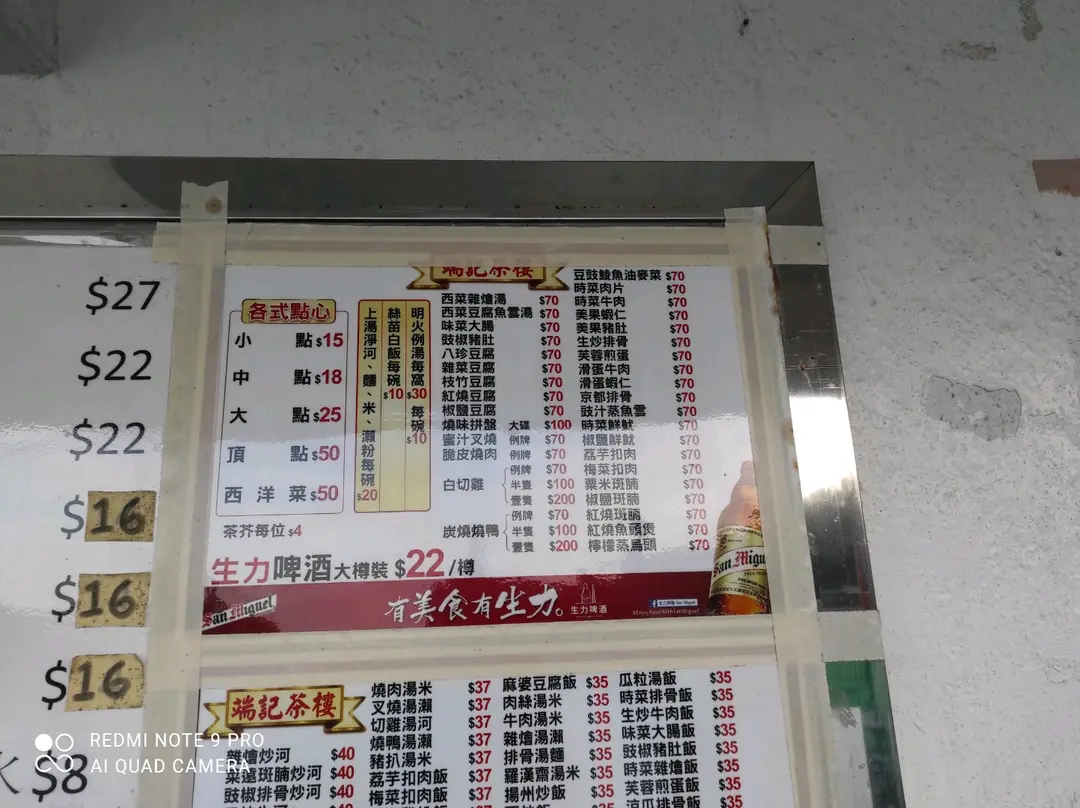 $27
$22
$22
$16
$16
$16
$8
端記茶樓
各式點心
小 點 $15
中 點 $18
大 點 $25
頂 點 $50
西洋菜 $50
茶芥每位 $4
明火例湯每窩 $30 每碗 $10
絲苗白飯每碗 $10
上湯淨河、麵、米、瀨粉每碗 $20
西菜雜燴湯 $70
西菜豆腐魚雲湯 $70
味菜大腸 $70
豉椒豬肚 $70
八珍豆腐 $70
雜菜豆腐 $70
枝竹豆腐 $70
紅燒豆腐 $70
椒鹽豆腐 $70
燒味拼盤 大碟 $100
蜜汁叉燒 例牌 $70
脆皮燒肉 例牌 $70
白切雞 例牌 $70
半隻 $100
壹隻 $200
炭燒燒鴨 例牌 $70
半隻 $100
壹隻 $200
豆豉鯪魚油麥菜 $70
時菜肉片 $70
時菜牛肉 $70
美果蝦仁 $70
美果豬肚 $70
生炒排骨 $70
芙蓉煎蛋 $70
滑蛋牛肉 $70
滑蛋蝦仁 $70
京都排骨 $70
豉汁蒸魚雲 $70
時菜鮮魷 $70
椒鹽鮮魷 $70
荔芋扣肉 $70
梅菜扣肉 $70
粟米斑腩 $70
椒鹽斑腩 $70
紅燒斑腩 $70
紅燒魚頭煲 $70
檸檬蒸烏頭 $70
生力啤酒 大樽裝 $22/樽
San Miguel
有美食有生力。
生力啤酒
San Miguel
端記茶樓
雜燴炒河 $40
菜遠斑腩炒河 $40
豉椒排骨炒河 $40
燒肉湯米 $37
叉燒湯瀨 $37
切雞湯河 $37
燒鴨湯瀨 $37
豬扒湯米 $37
荔芋扣肉飯 $37
梅菜扣肉飯 $37
麻婆豆腐飯 $35
肉絲湯米 $35
牛肉湯米 $35
雜燴湯瀨 $35
排骨湯麵 $35
羅漢齋湯米 $35
揚州炒飯 $35
瓜粒湯飯 $35
時菜排骨飯 $35
生炒牛肉飯 $35
味菜大腸飯 $35
豉椒豬肚飯 $35
時菜雜燴飯 $35
芙蓉煎蛋飯 $35
涼瓜排骨飯 $35
REDMI NOTE 9 PRO
AI QUAD CAMERA